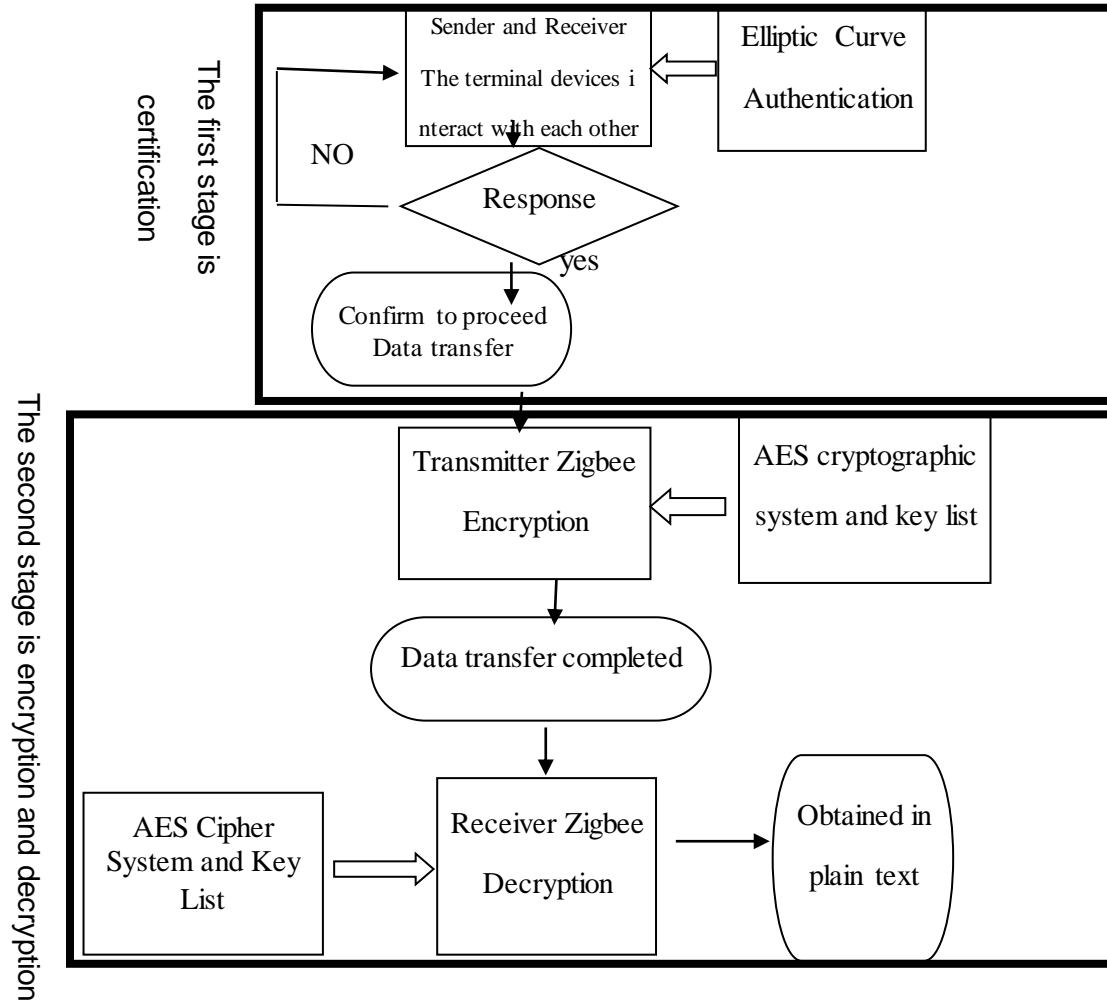 The first stage is
certification
Sender and Receiver
The terminal devices i
nteract with each other
Elliptic Curve
Authentication
NO
Response
yes
Confirm to proceed
Data transfer
The second stage is encryption and decryption
Transmitter Zigbee
Encryption
AES cryptographic
system and key list
Data transfer completed
AES Cipher
System and Key
List
Receiver Zigbee
Decryption
Obtained in
plain text